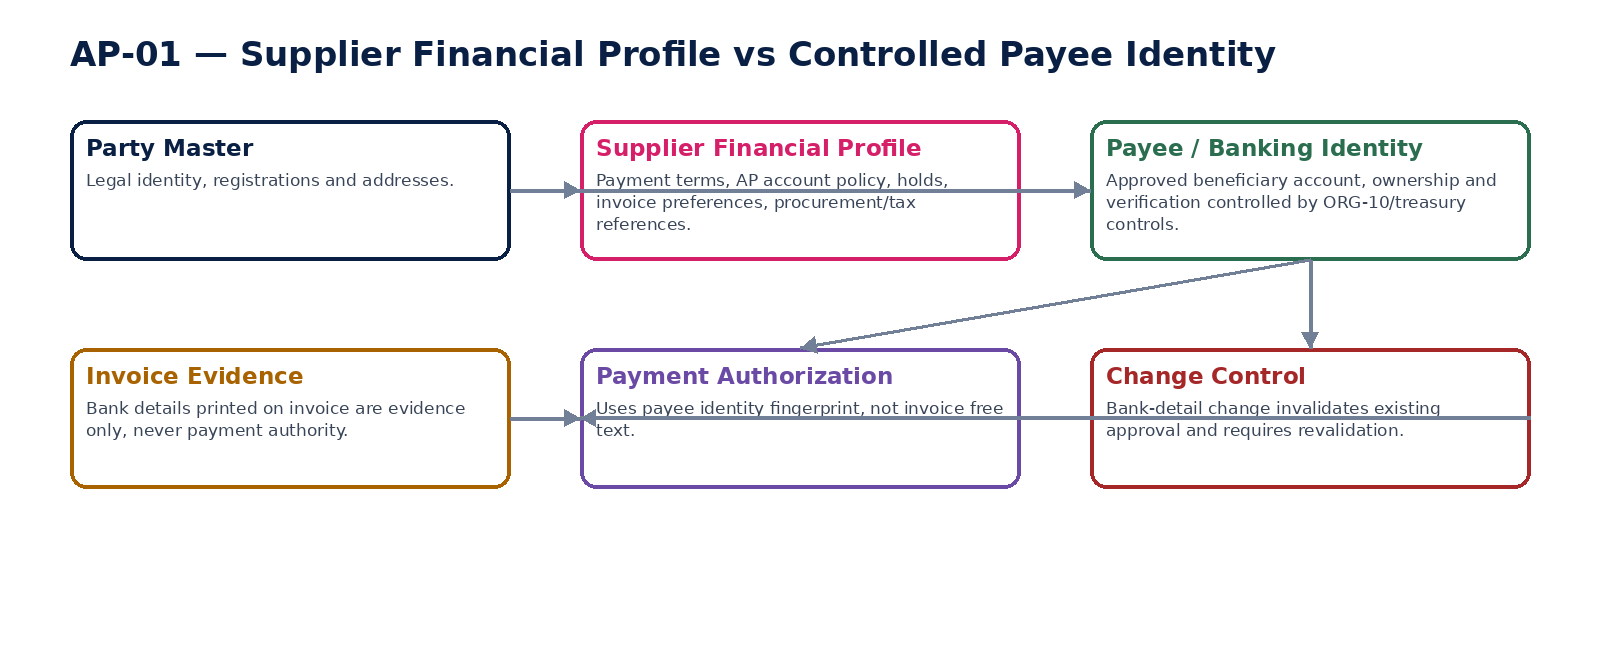 AP-01 — Supplier Financial Profile vs Controlled Payee Identity
Party Master
Legal identity, registrations and addresses.
Supplier Financial Profile
Payment terms, AP account policy, holds,
invoice preferences, procurement/tax
references.
Payee / Banking Identity
Approved beneficiary account, ownership and
verification controlled by ORG-10/treasury
controls.
Invoice Evidence
Bank details printed on invoice are evidence
only, never payment authority.
Payment Authorization
Uses payee identity fingerprint, not invoice free
text.
Change Control
Bank-detail change invalidates existing
approval and requires revalidation.